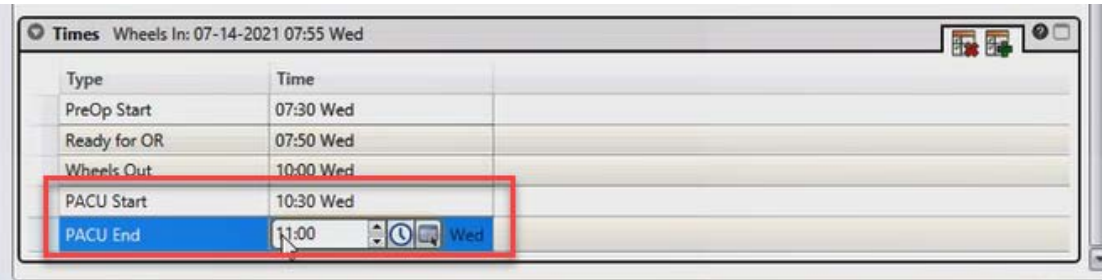 Times Wheels In: 07-14-2021 07:55 Wed
Type Time
PreOp Start 07:30 Wed
Ready for OR 07:50 Wed
Wheels Out 10:00 Wed
PACU Start 10:30 Wed
PACU End 11:00 Wed